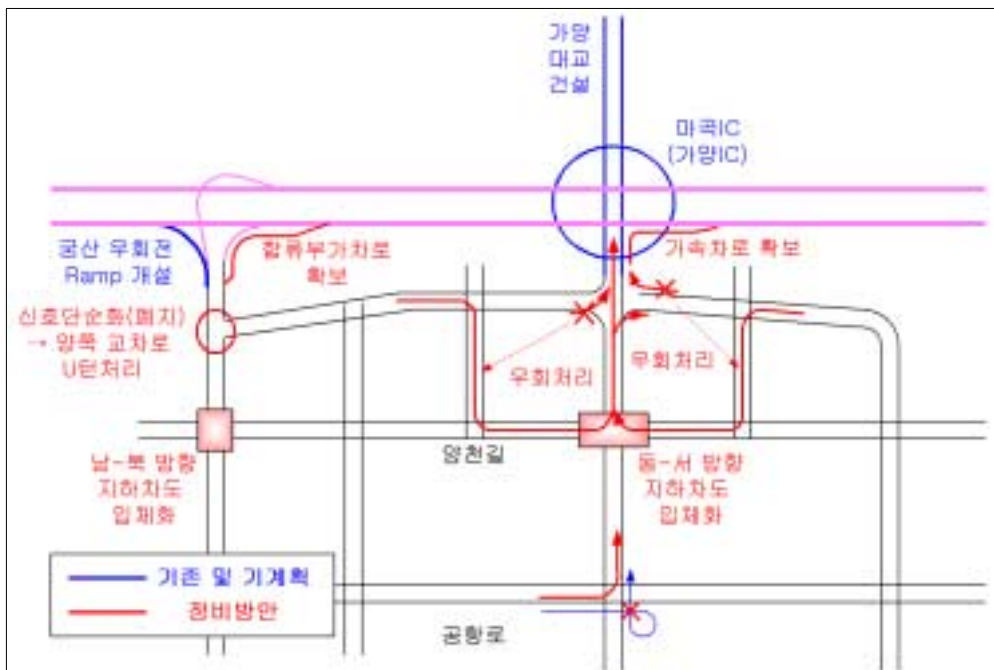 가양
대교
건설
마곡IC
(가양IC)
궁산 우회전
Ramp 개설
합류부가차로
확보
가속차로 확보
신호단순화(폐지)
→ 양쪽 교차로
U턴처리
우회처리
우회처리
양천길
남-북 방향
지하차도
입체화
동-서 방향
지하차도
입체화
기존 및 기계획
정비방안
공항로